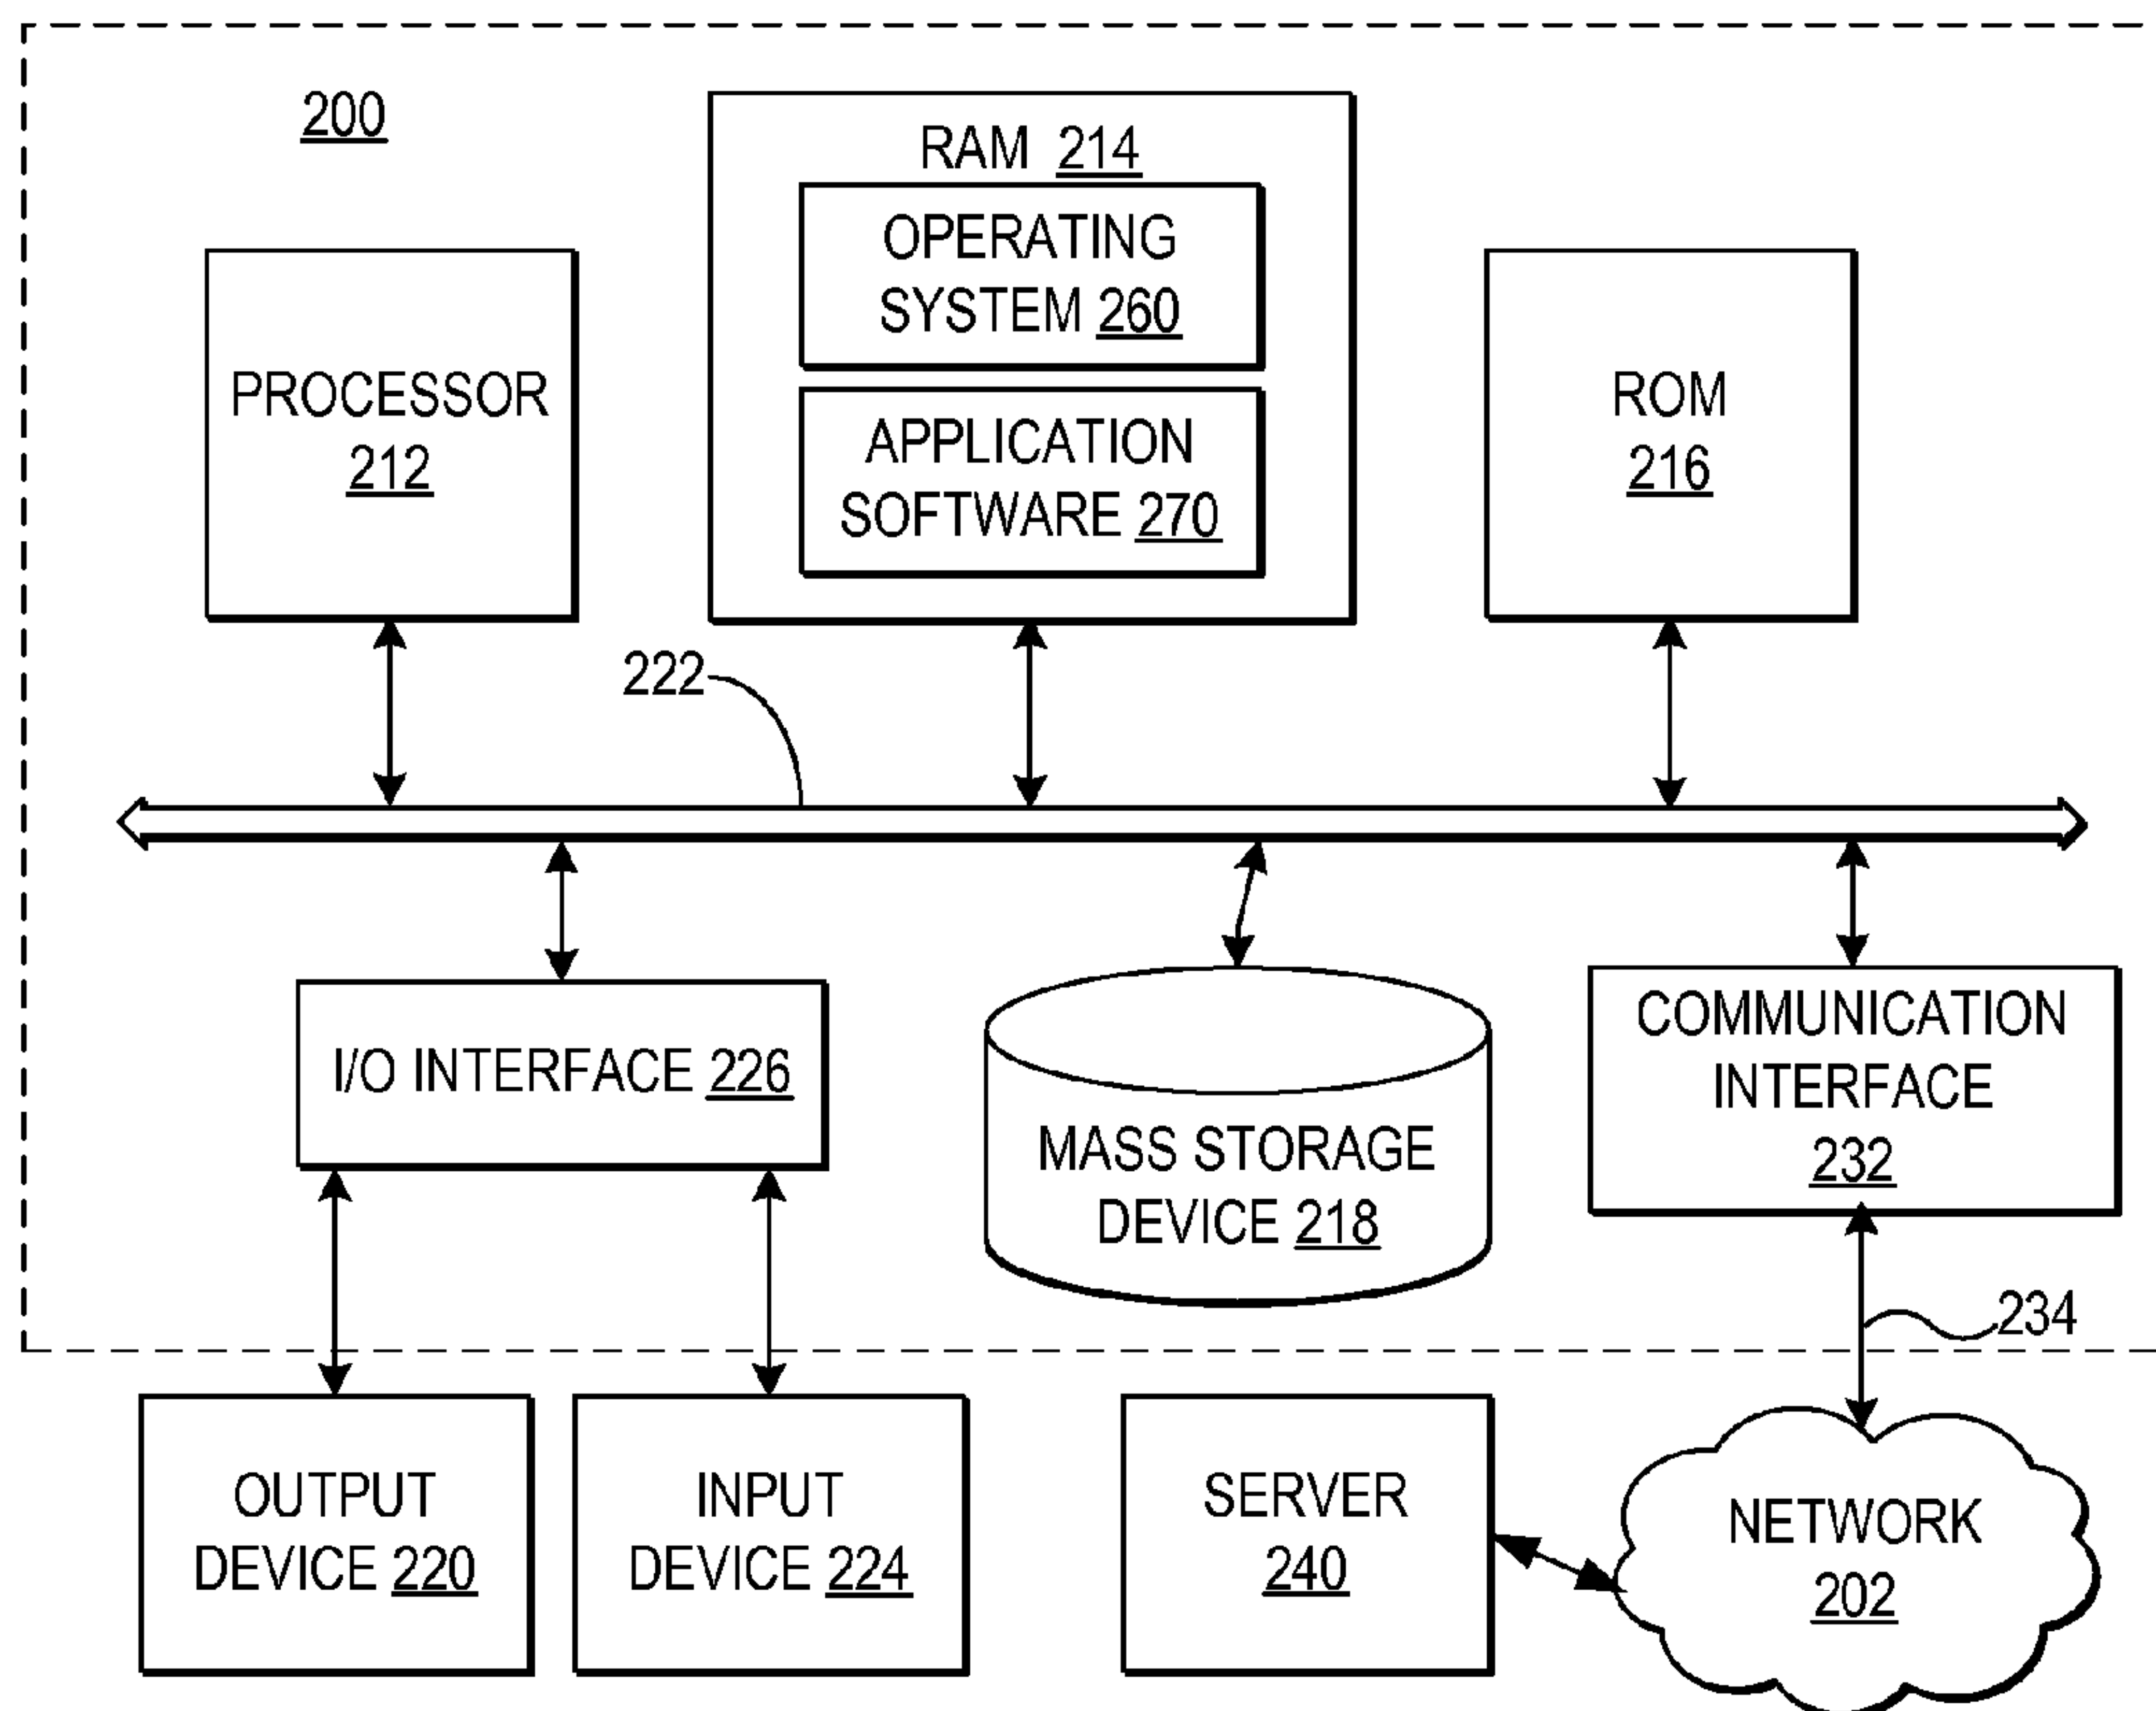 200
RAM 214
OPERATING
SYSTEM 260
APPLICATION
SOFTWARE 270
PROCESSOR
212
ROM
216
222
I/O INTERFACE 226
MASS STORAGE
DEVICE 218
COMMUNICATION
INTERFACE
232
234
OUTPUT
DEVICE 220
INPUT
DEVICE 224
SERVER
240
NETWORK
202